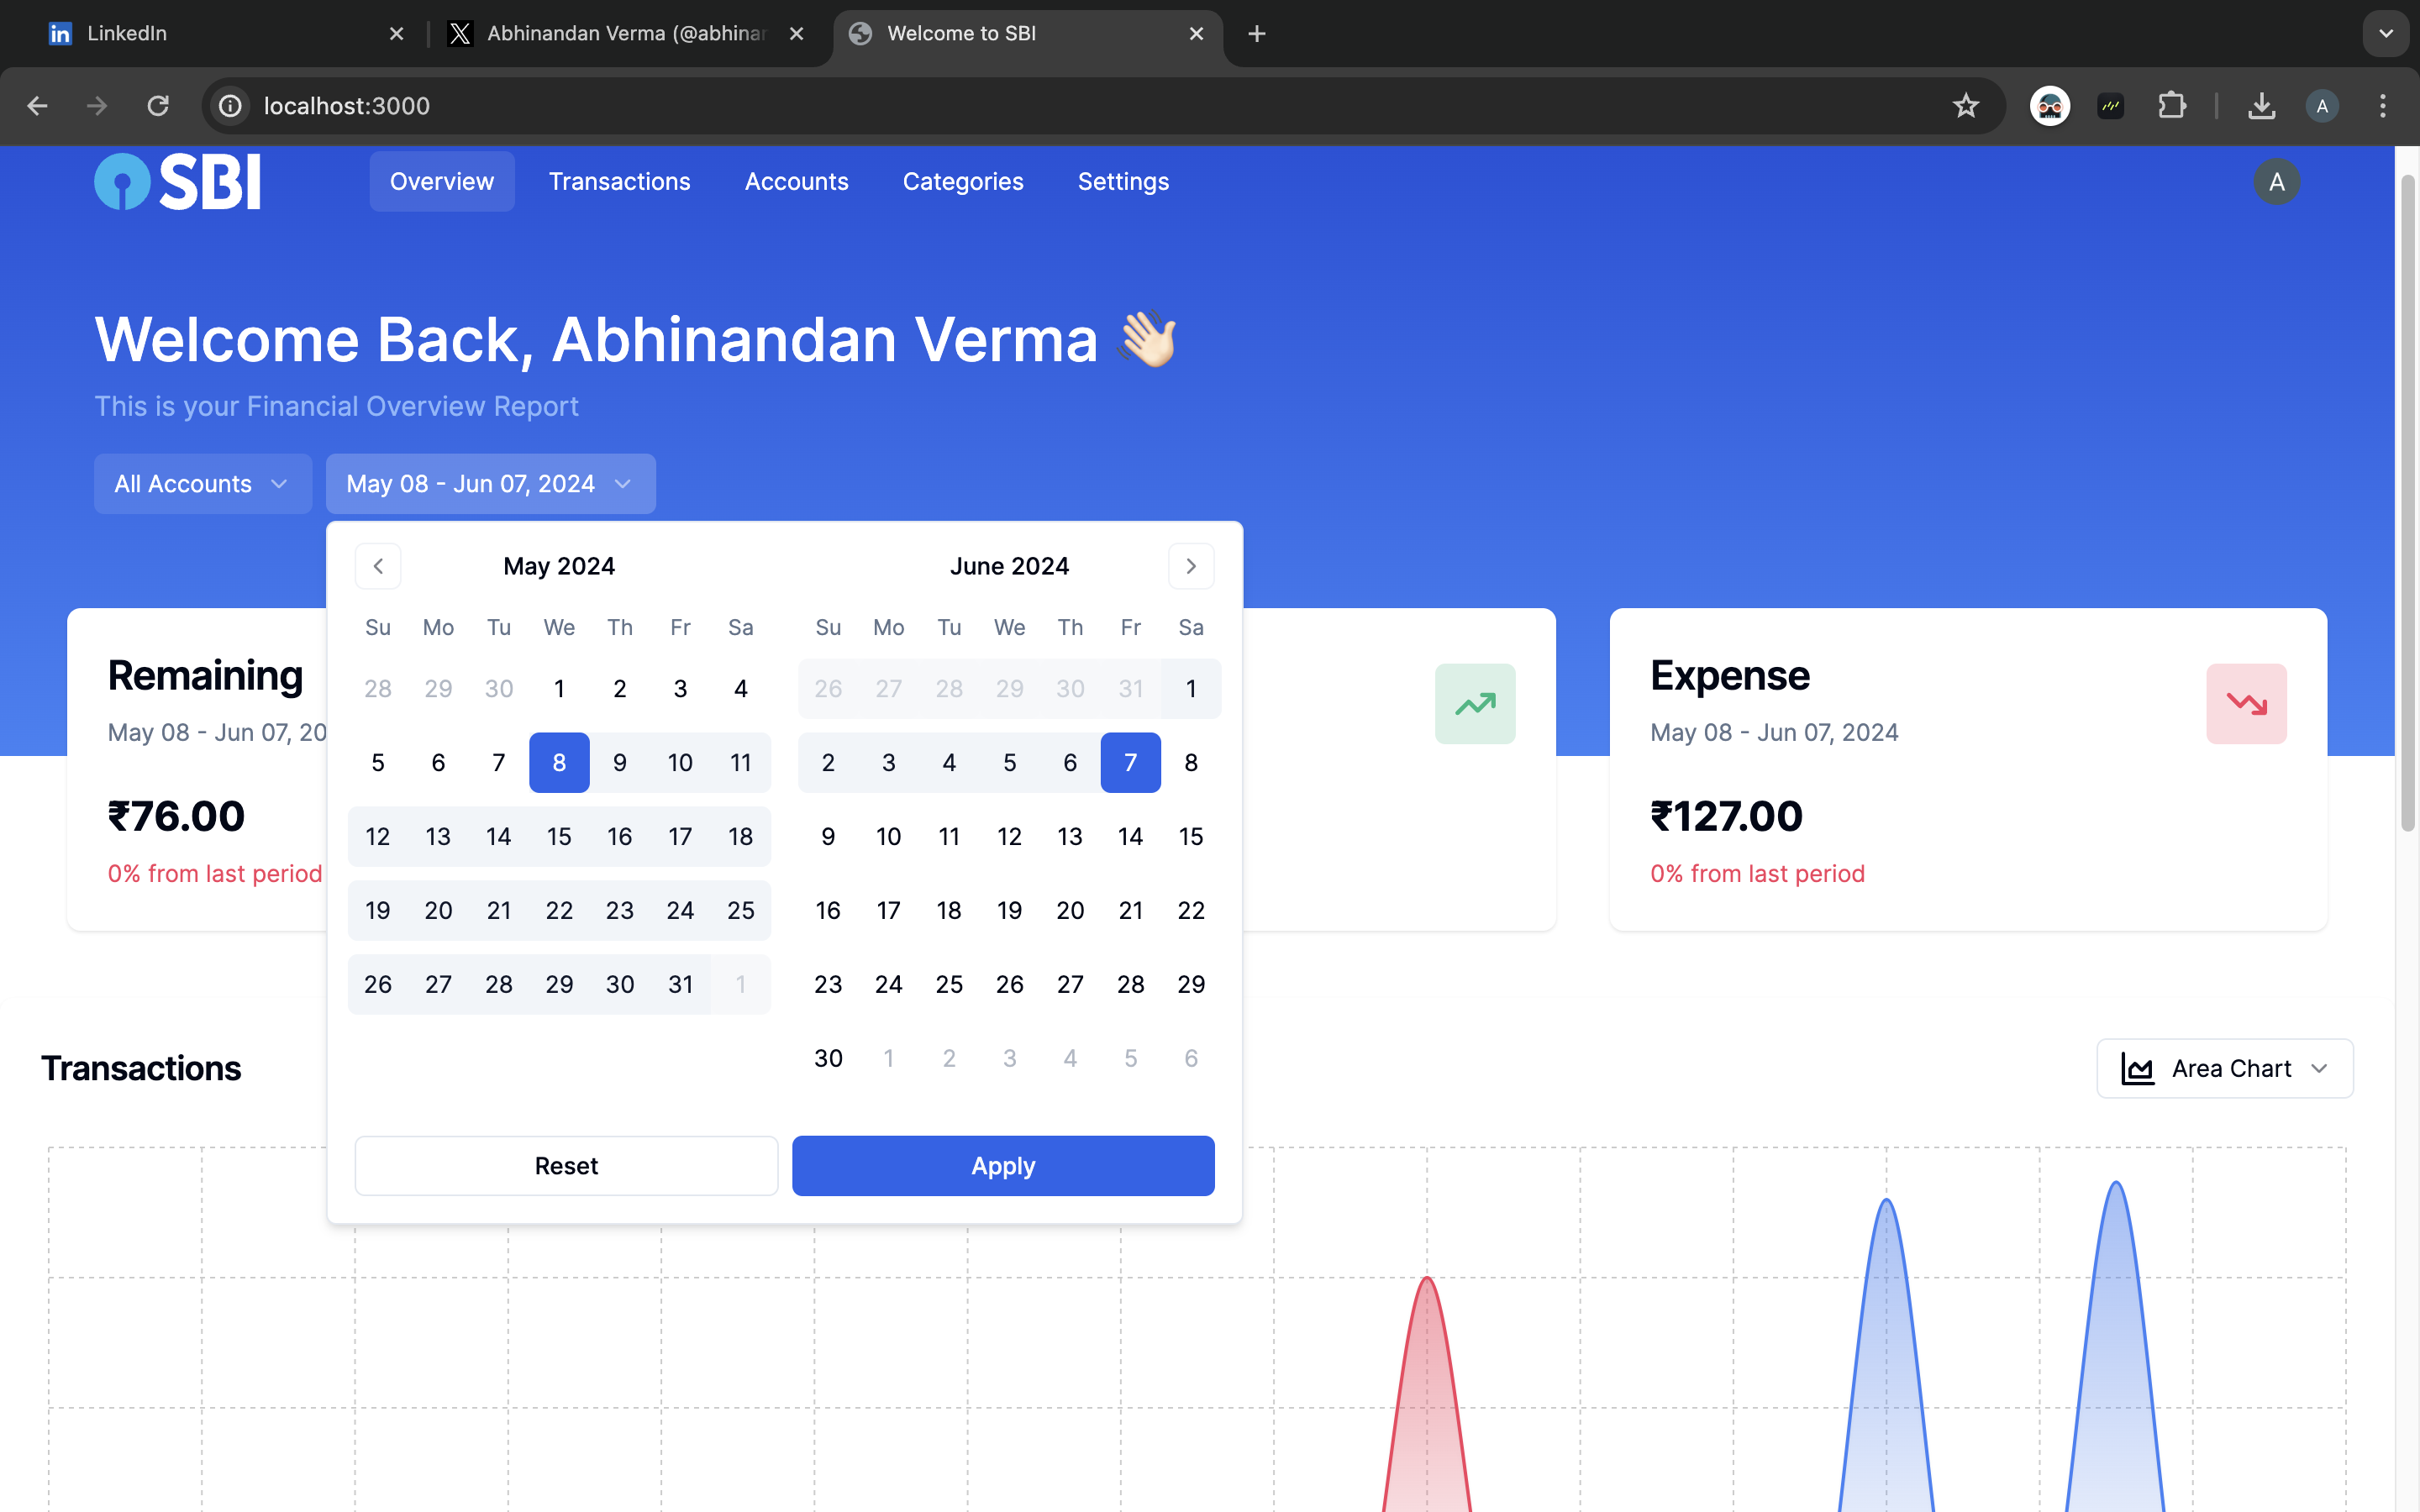 LinkedIn
Abhinandan Verma (@abhinan
Welcome to SBI
localhost:3000
A
SBI
Overview
Transactions
Accounts
Categories
Settings
A
Welcome Back, Abhinandan Verma 👋🏻
This is your Financial Overview Report
All Accounts
May 08 - Jun 07, 2024
May 2024
Su Mo Tu We Th Fr Sa
28 29 30 1 2 3 4
5 6 7 8 9 10 11
12 13 14 15 16 17 18
19 20 21 22 23 24 25
26 27 28 29 30 31 1
June 2024
Su Mo Tu We Th Fr Sa
26 27 28 29 30 31 1
2 3 4 5 6 7 8
9 10 11 12 13 14 15
16 17 18 19 20 21 22
23 24 25 26 27 28 29
30 1 2 3 4 5 6
Reset
Apply
Remaining
May 08 - Jun 07, 20
₹76.00
0% from last period
Expense
May 08 - Jun 07, 2024
₹127.00
0% from last period
Transactions
Area Chart